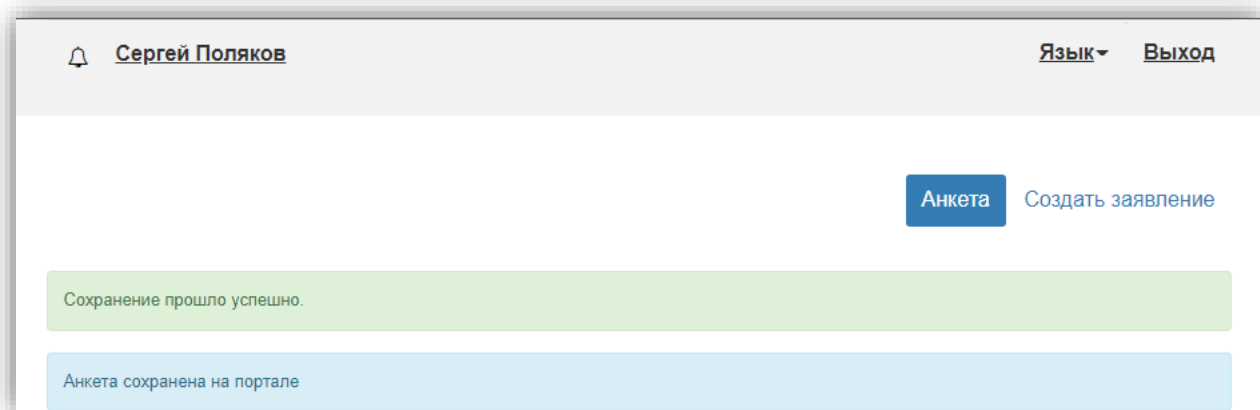 Сергей Поляков Язык Выход
Анкета Создать заявление
Сохранение прошло успешно.
Анкета сохранена на портале